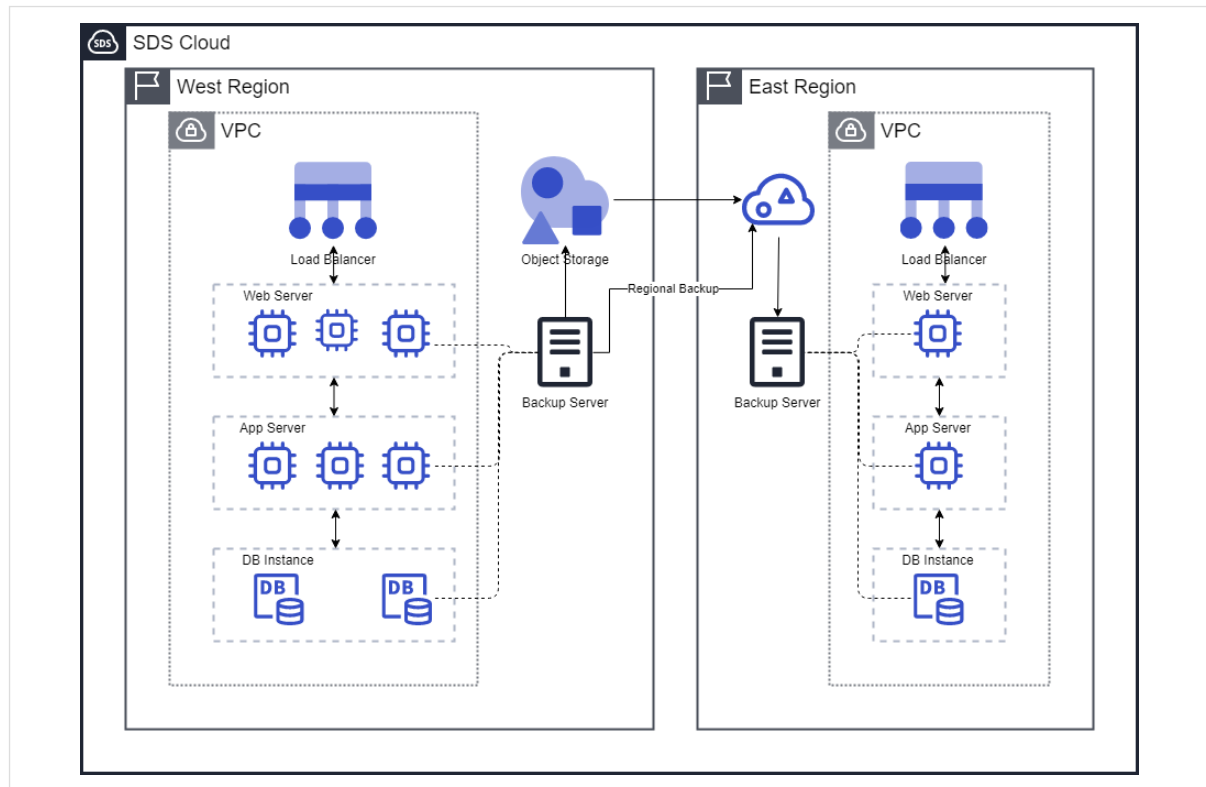 SDS
SDS Cloud
West Region
East Region
VPC
VPC
Load Balancer
Object Storage
Load Balancer
Web Server
Regional Backup
Web Server
Backup Server
Backup Server
App Server
App Server
DB Instance
DB
DB
DB Instance
DB